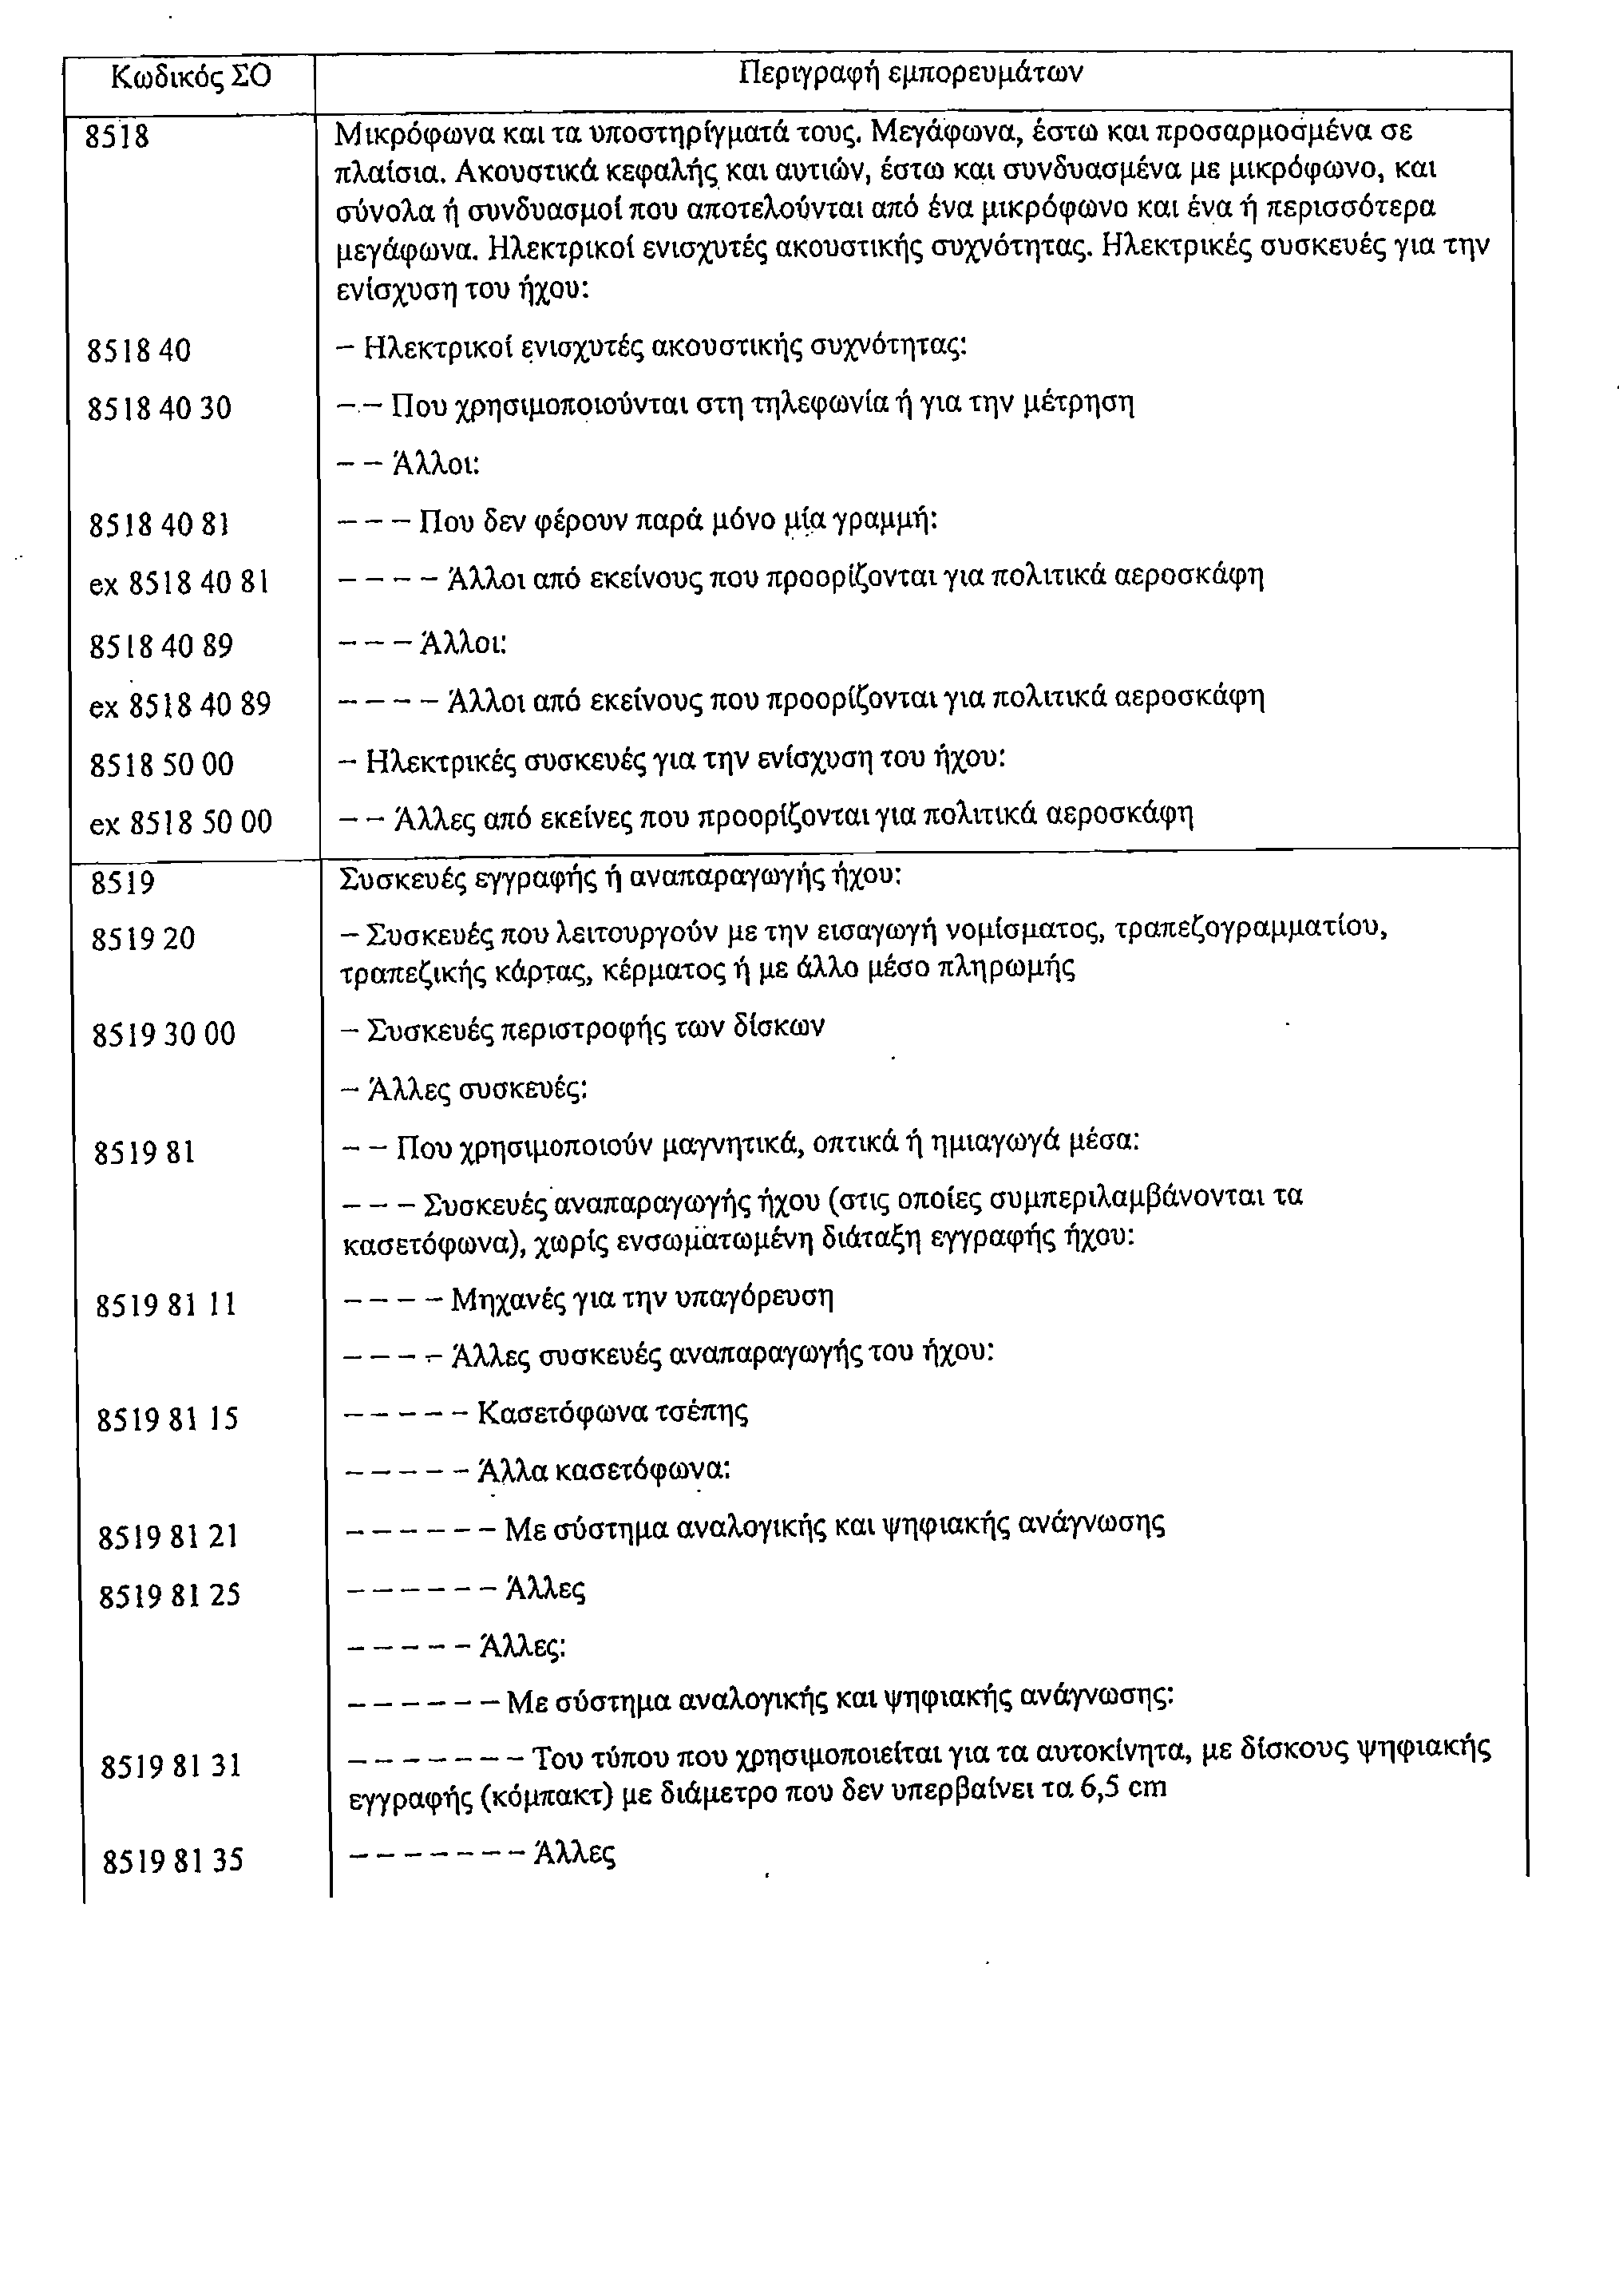 Κωδικός ΣΟ Περιγραφή εμπορευμάτων
8518 Μικρόφωνα και τα υποστηρίγματά τους. Μεγάφωνα, έστω και προσαρμοσμένα σε
πλαίσια. Ακουστικά κεφαλής και αυτιών, έστω και συνδυασμένα με μικρόφωνο, και
σύνολα ή συνδυασμοί που αποτελούνται από ένα μικρόφωνο και ένα ή περισσότερα
μεγάφωνα. Ηλεκτρικοί ενισχυτές ακουστικής συχνότητας. Ηλεκτρικές συσκευές για την
ενίσχυση του ήχου:
8518 40 – Ηλεκτρικοί ενισχυτές ακουστικής συχνότητας:
8518 40 30 – – Που χρησιμοποιούνται στη τηλεφωνία ή για την μέτρηση
– – Άλλοι:
8518 40 81 – – – Που δεν φέρουν παρά μόνο μία γραμμή:
ex 8518 40 81 – – – – Άλλοι από εκείνους που προορίζονται για πολιτικά αεροσκάφη
8518 40 89 – – – Άλλοι:
ex 8518 40 89 – – – – Άλλοι από εκείνους που προορίζονται για πολιτικά αεροσκάφη
8518 50 00 – Ηλεκτρικές συσκευές για την ενίσχυση του ήχου:
ex 8518 50 00 – – Άλλες από εκείνες που προορίζονται για πολιτικά αεροσκάφη
8519 Συσκευές εγγραφής ή αναπαραγωγής ήχου:
8519 20 – Συσκευές που λειτουργούν με την εισαγωγή νομίσματος, τραπεζογραμματίου,
τραπεζικής κάρτας, κέρματος ή με άλλο μέσο πληρωμής
8519 30 00 – Συσκευές περιστροφής των δίσκων
– Άλλες συσκευές:
8519 81 – – Που χρησιμοποιούν μαγνητικά, οπτικά ή ημιαγωγά μέσα:
– – – Συσκευές αναπαραγωγής ήχου (στις οποίες συμπεριλαμβάνονται τα
κασετόφωνα), χωρίς ενσωματωμένη διάταξη εγγραφής ήχου:
8519 81 11 – – – – Μηχανές για την υπαγόρευση
– – – – Άλλες συσκευές αναπαραγωγής του ήχου:
8519 81 15 – – – – – Κασετόφωνα τσέπης
– – – – – Άλλα κασετόφωνα:
8519 81 21 – – – – – – Με σύστημα αναλογικής και ψηφιακής ανάγνωσης
8519 81 25 – – – – – – Άλλες
– – – – – Άλλες:
– – – – – – Με σύστημα αναλογικής και ψηφιακής ανάγνωσης:
8519 81 31 – – – – – – – Του τύπου που χρησιμοποιείται για τα αυτοκίνητα, με δίσκους ψηφιακής
εγγραφής (κόμπακτ) με διάμετρο που δεν υπερβαίνει τα 6,5 cm
8519 81 35 – – – – – – – Άλλες